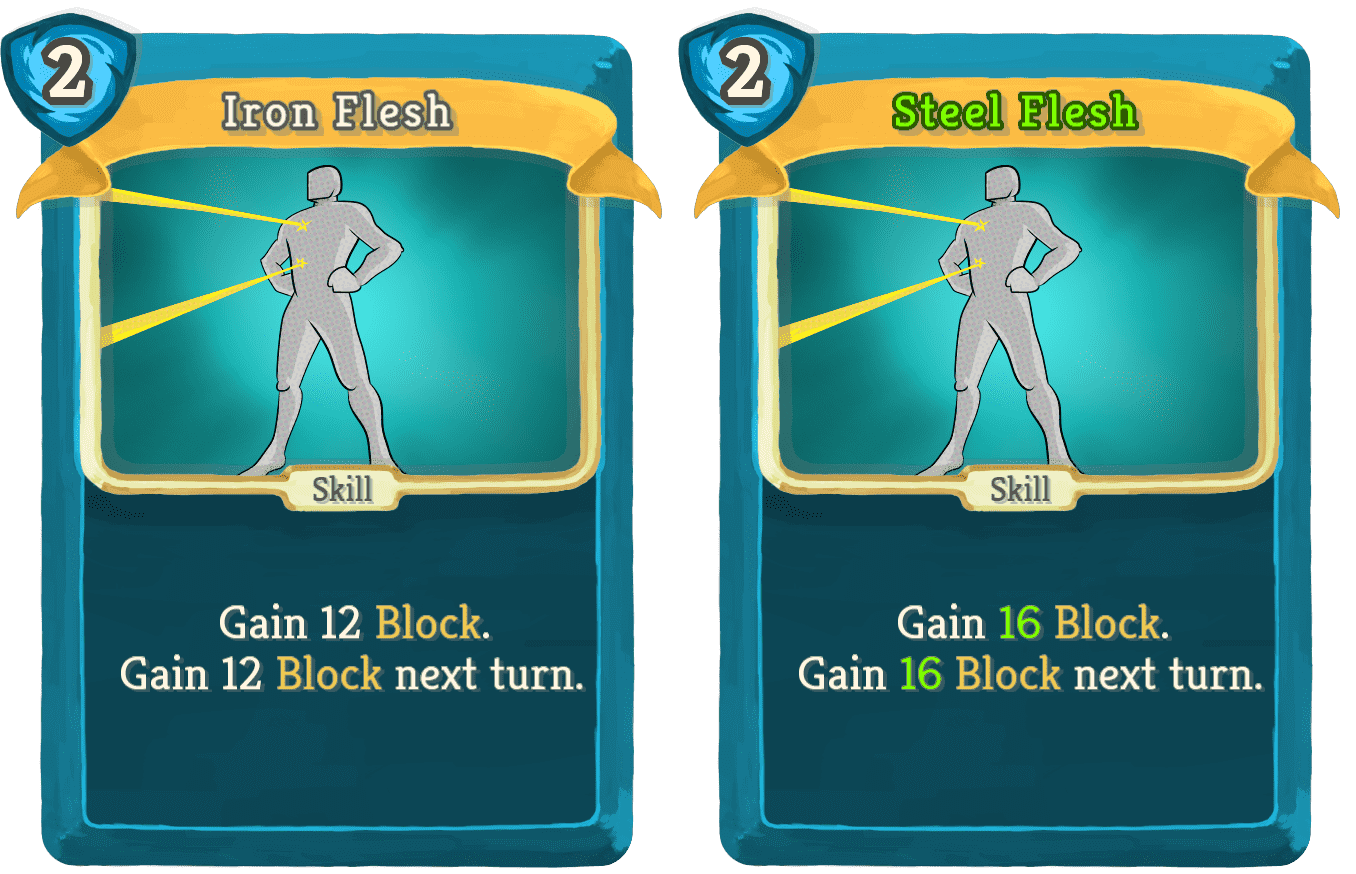 2
Iron Flesh
Skill
Gain 12 Block.
Gain 12 Block next turn.
2
Steel Flesh
Skill
Gain 16 Block.
Gain 16 Block next turn.